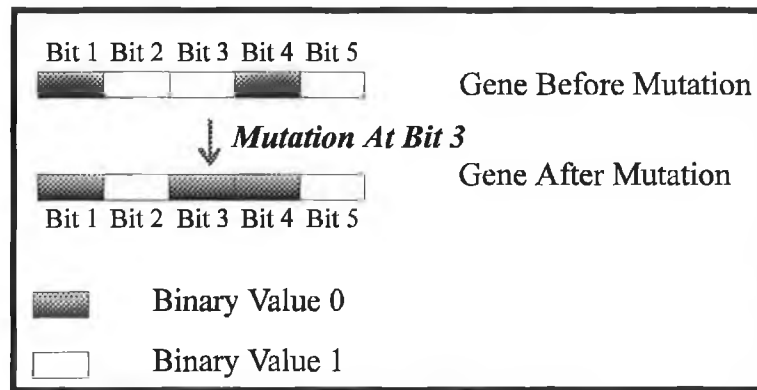 Bit 1 Bit 2 Bit 3 Bit 4 Bit 5
Gene Before Mutation
Mutation At Bit 3
Gene After Mutation
Bit 1 Bit 2 Bit 3 Bit 4 Bit 5
Binary Value 0
Binary Value 1